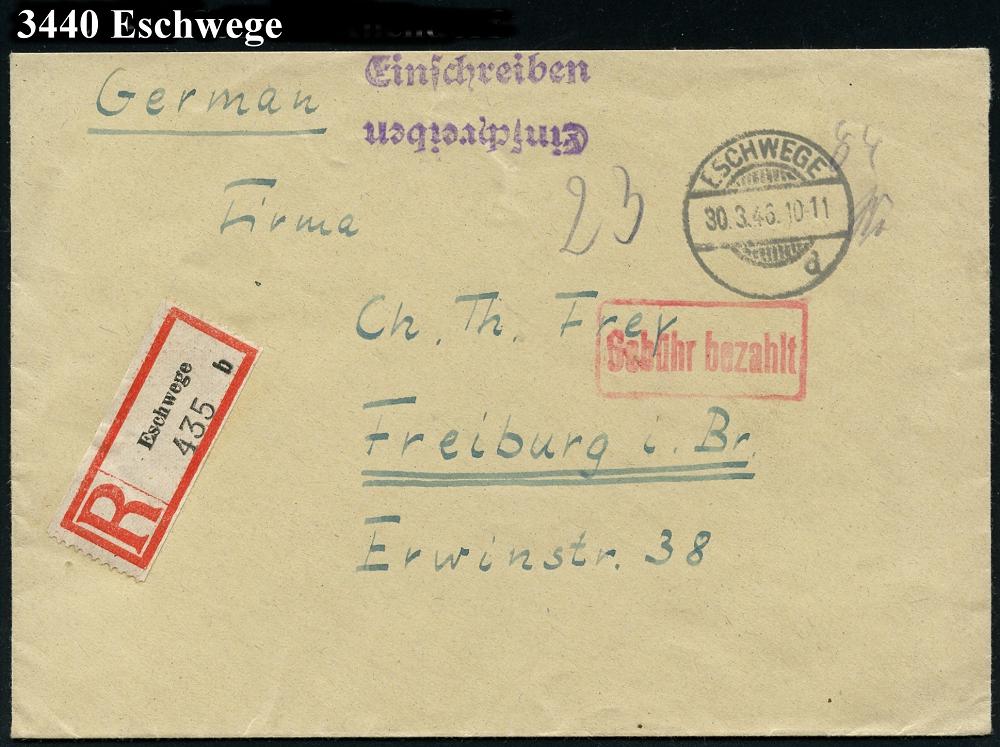 3440 Eschwege
German
Einschreiben
Einschreiben
Firma
23
ESCHWEGE
30.3.46.10-11
d
Ch. Th. Frey
Gebühr bezahlt
Freiburg i. Br.
Erwinstr. 38
Eschwege
435 b
R